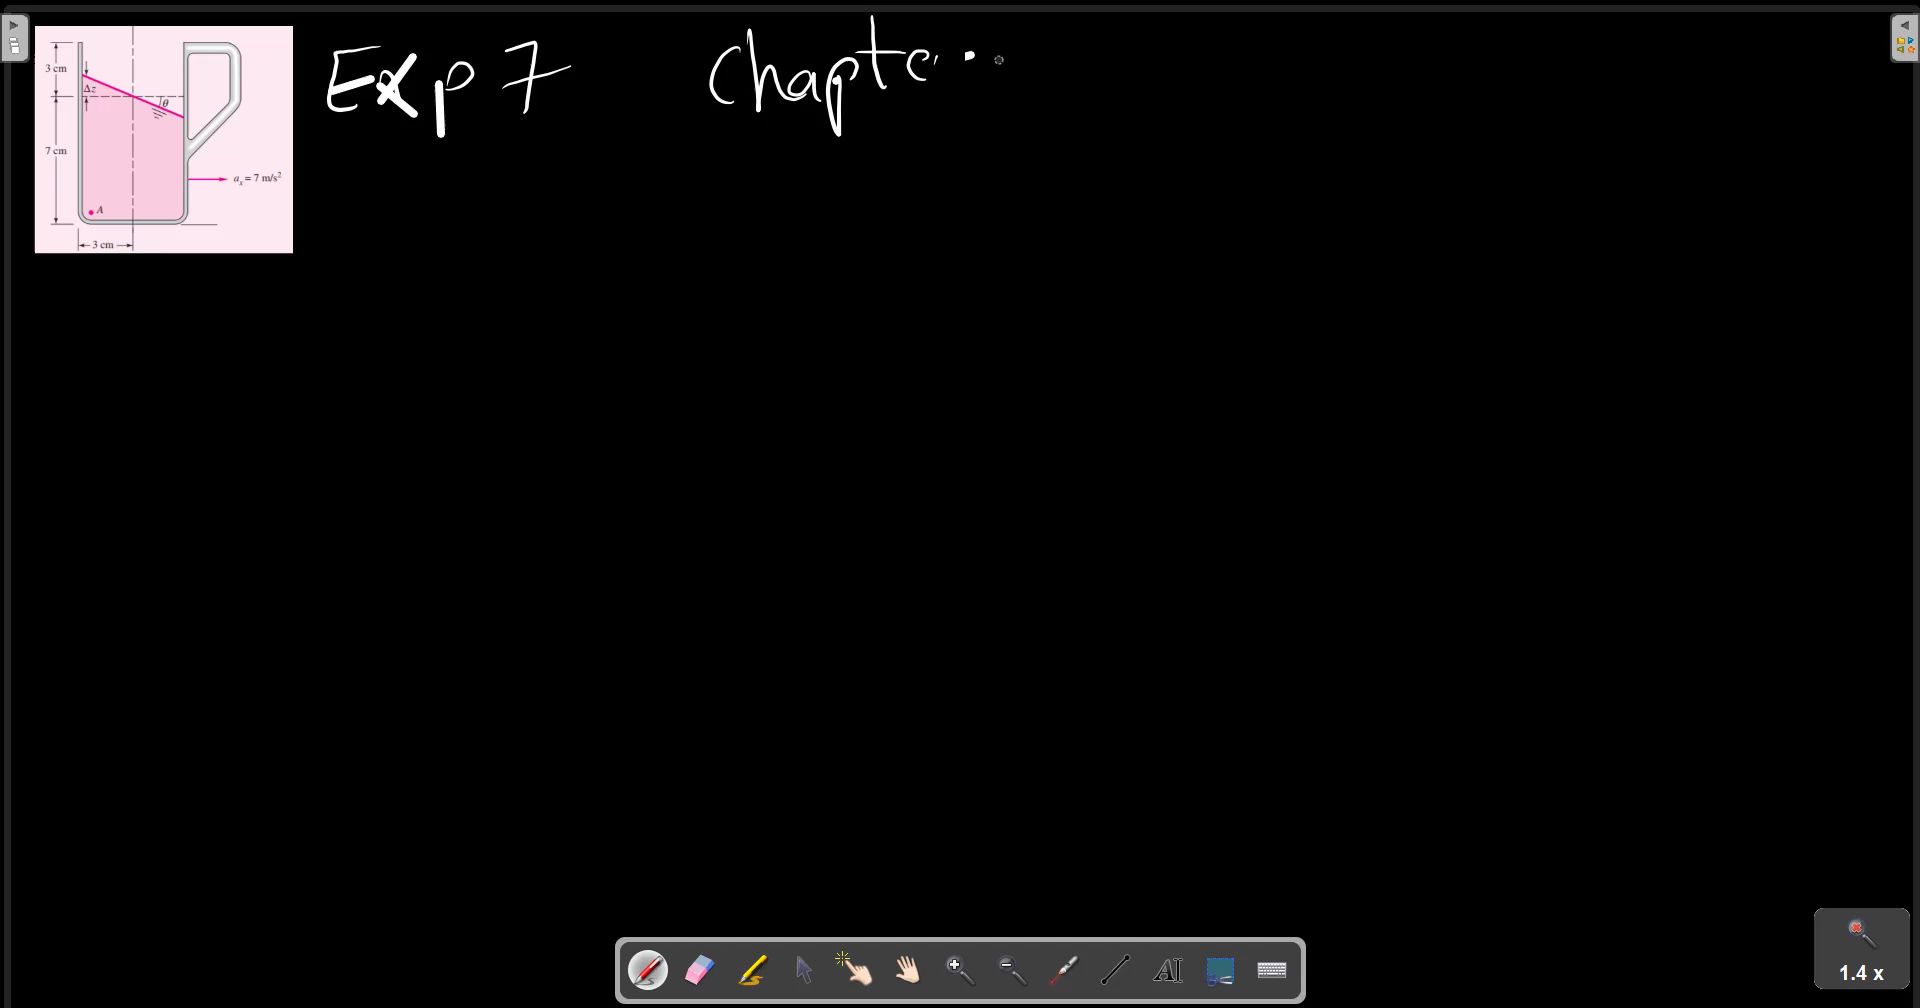 Exp 7 Chapte
3 cm
Δz
θ
7 cm
aₓ = 7 m/s²
A
3 cm
1.4 x